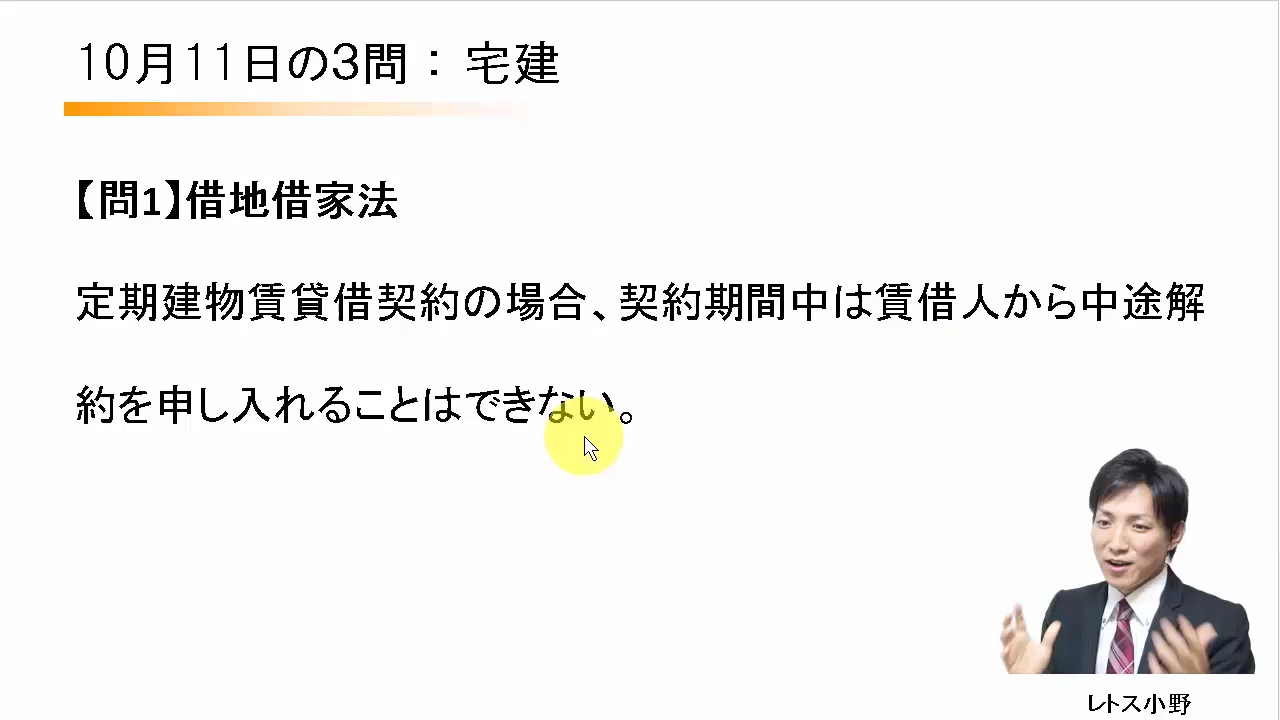 10月11日の3問：宅建
【問1】借地借家法
定期建物賃貸借契約の場合、契約期間中は賃借人から中途解
約を申し入れることはできない。
レトス小野